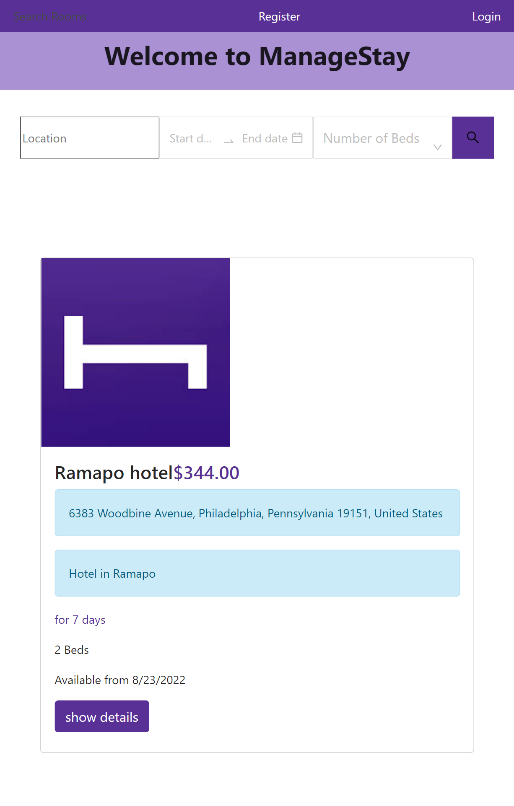 Register
Login
Welcome to ManageStay
Location
Start d...
End date
Number of Beds
Ramapo hotel$344.00
6383 Woodbine Avenue, Philadelphia, Pennsylvania 19151, United States
Hotel in Ramapo
for 7 days
2 Beds
Available from 8/23/2022
show details